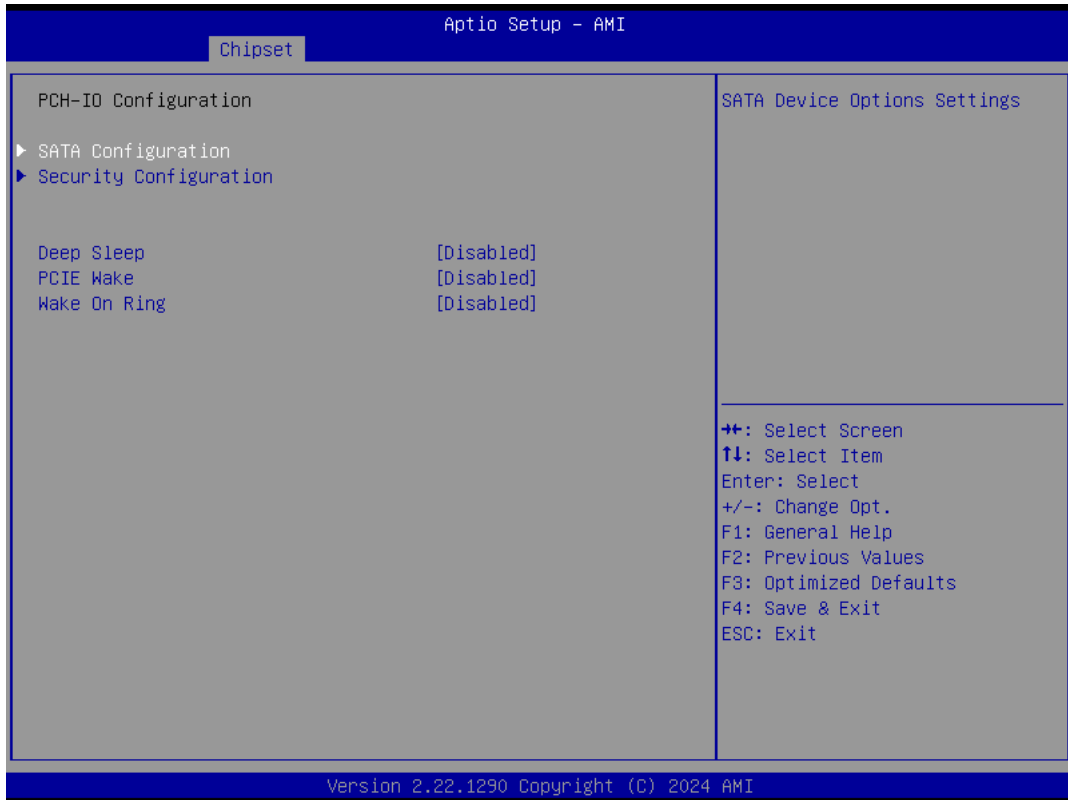 Aptio Setup - AMI
Chipset
PCH-IO Configuration
SATA Configuration
Security Configuration
Deep Sleep [Disabled]
PCIE Wake [Disabled]
Wake On Ring [Disabled]
SATA Device Options Settings
→←: Select Screen
↑↓: Select Item
Enter: Select
+/-: Change Opt.
F1: General Help
F2: Previous Values
F3: Optimized Defaults
F4: Save & Exit
ESC: Exit
Version 2.22.1290 Copyright (C) 2024 AMI